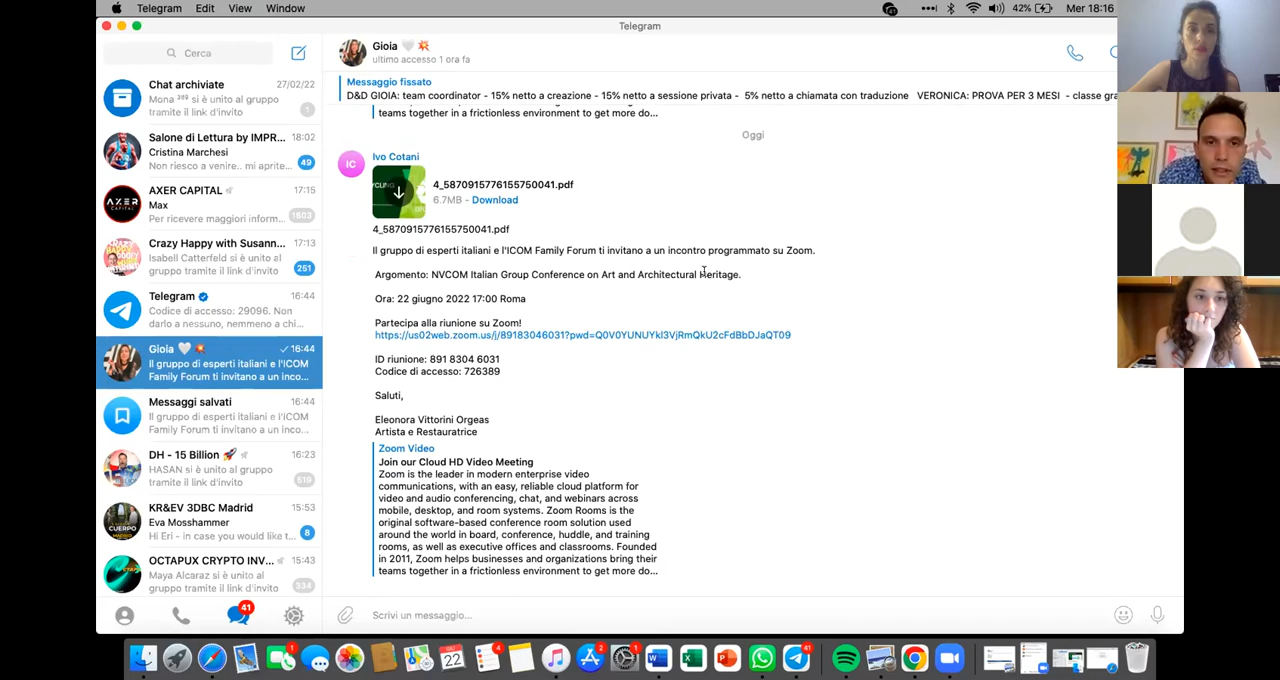 Telegram Edit View Window
42% Mer 18:16
Telegram
Cerca
Chat archiviate 27/02/22
Mona ³⁸⁵ si è unito al gruppo
tramite il link d'invito 1
Salone di Lettura by IMPR... 18:02
Cristina Marchesi
Non riesco a venire.. mi aprite... 49
AXER CAPITAL 17:15
Max
Per ricevere maggiori inform... 1603
Crazy Happy with Susann... 17:13
Isabell Catterfeld si è unito al
gruppo tramite il link d'invito 251
Telegram 16:44
Codice di accesso: 29096. Non
darlo a nessuno, nemmeno a chi...
Gioia 🤍 💥 16:44
Il gruppo di esperti italiani e l'ICOM
Family Forum ti invitano a un inco...
Messaggi salvati 16:44
Il gruppo di esperti italiani e l'ICOM
Family Forum ti invitano a un inco...
DH - 15 Billion 🚀 16:23
HASAN si è unito al gruppo
tramite il link d'invito 519
KR&EV 3DBC Madrid 15:53
Eva Mosshammer
Hi Eri - in case you would like t... 8
OCTAPUX CRYPTO INV... 15:43
Maya Alcaraz si è unito al
gruppo tramite il link d'invito 334
41
Gioia 🤍 💥
ultimo accesso 1 ora fa
Messaggio fissato
D&D GIOIA: team coordinator - 15% netto a creazione - 15% netto a sessione privata - 5% netto a chiamata con traduzione VERONICA: PROVA PER 3 MESI - classe gra
teams together in a frictionless environment to get more do...
Oggi
IC
Ivo Cotani
CYCLING
4_5870915776155750041.pdf
6.7MB - Download
4_5870915776155750041.pdf
Il gruppo di esperti italiani e l'ICOM Family Forum ti invitano a un incontro programmato su Zoom.
Argomento: NVCOM Italian Group Conference on Art and Architectural Heritage.
Ora: 22 giugno 2022 17:00 Roma
Partecipa alla riunione su Zoom!
https://us02web.zoom.us/j/89183046031?pwd=Q0V0YUNUYkl3VjRmQkU2cFdBbDJaQT09
ID riunione: 891 8304 6031
Codice di accesso: 726389
Saluti,
Eleonora Vittorini Orgeas
Artista e Restauratrice
Zoom Video
Join our Cloud HD Video Meeting
Zoom is the leader in modern enterprise video
communications, with an easy, reliable cloud platform for
video and audio conferencing, chat, and webinars across
mobile, desktop, and room systems. Zoom Rooms is the
original software-based conference room solution used
around the world in board, conference, huddle, and training
rooms, as well as executive offices and classrooms. Founded
in 2011, Zoom helps businesses and organizations bring their
teams together in a frictionless environment to get more do...
Scrivi un messaggio...
22